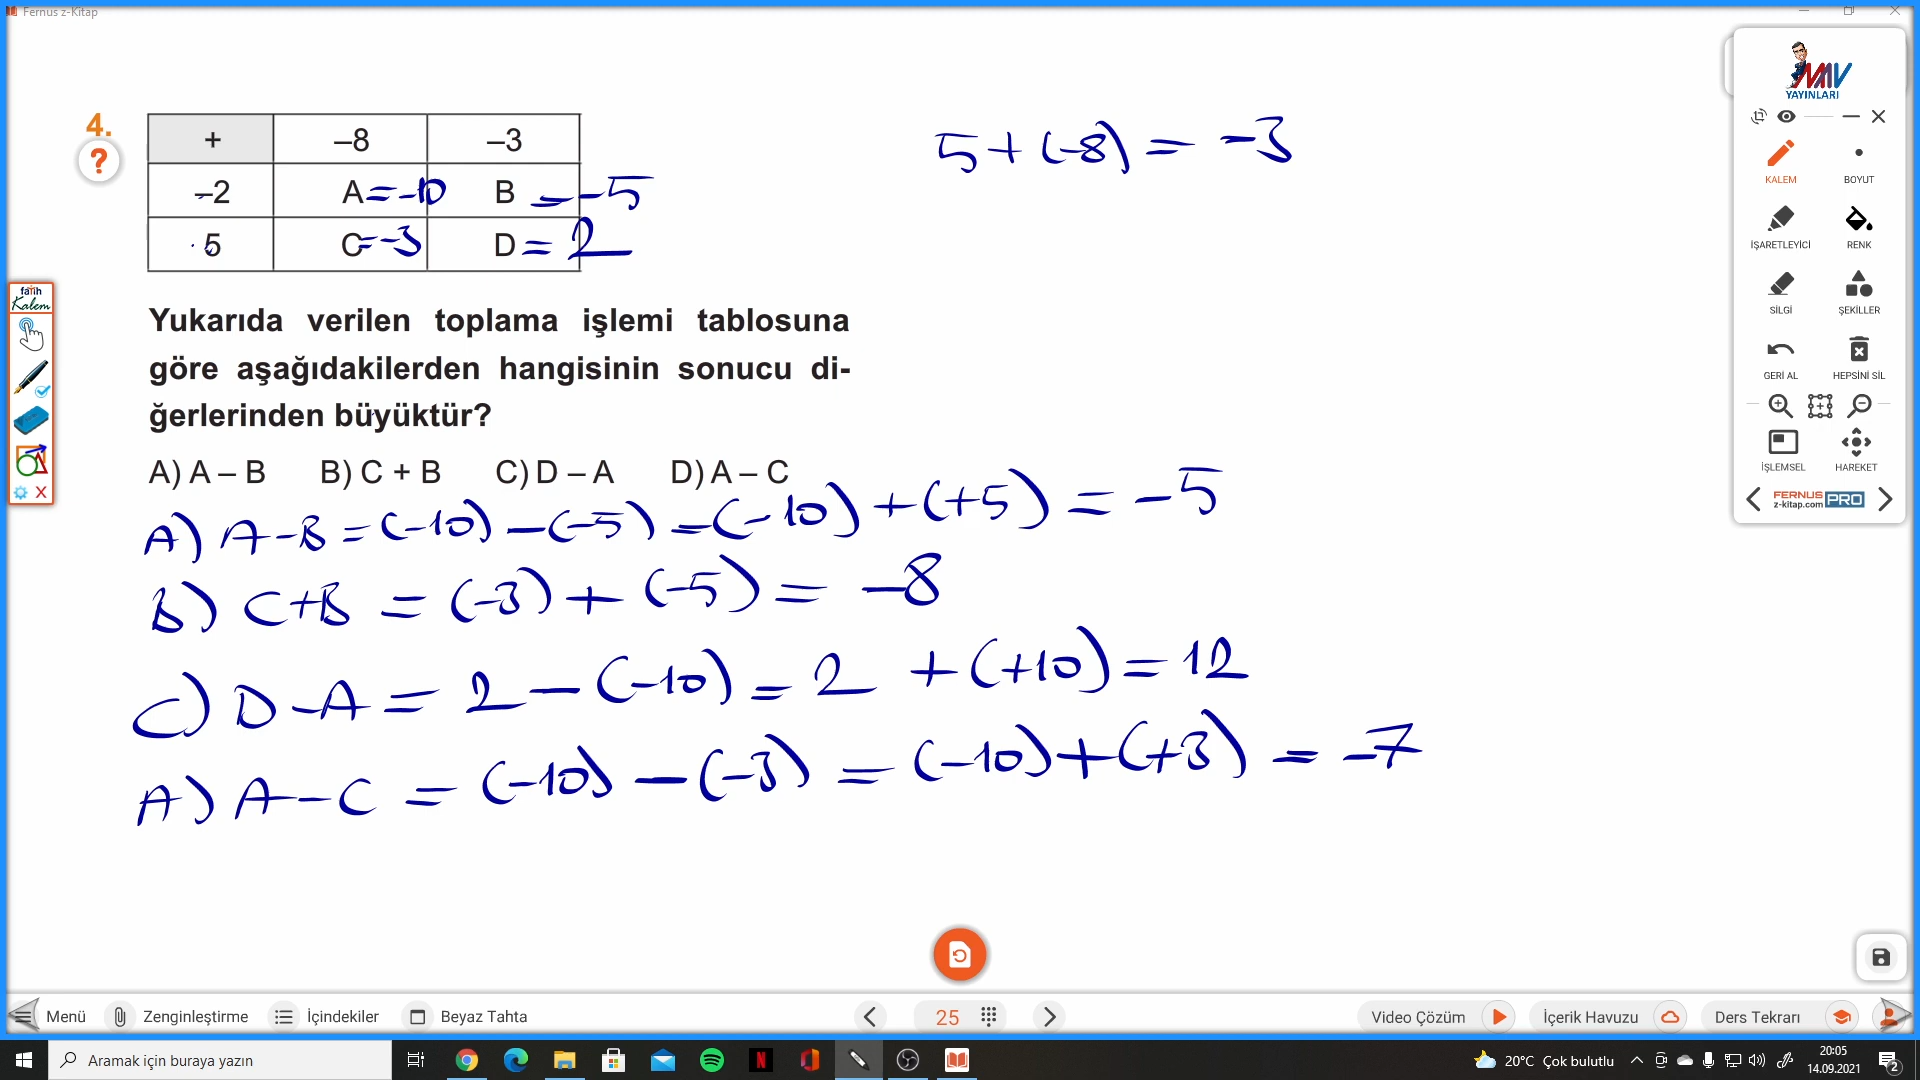 Fernus z-Kitap
4.
?
+ –8 –3
–2 A=-10 B =-5
5 C=-3 D=2
5+(-8)=-3
Yukarıda verilen toplama işlemi tablosuna
göre aşağıdakilerden hangisinin sonucu di-
ğerlerinden büyüktür?
A) A – B B) C + B C) D – A D) A – C
A) A-B=(-10)-(-5)=(-10)+(+5)=-5
B) C+B=(-3)+(-5)=-8
C) D-A=2-(-10)=2+(+10)=12
A) A-C=(-10)-(-3)=(-10)+(+3)=-7
fatih
Kalem
X
MAV
YAYINLARI
KALEM BOYUT
İŞARETLEYİCİ RENK
SİLGİ ŞEKİLLER
GERİ AL HEPSİNİ SİL
İŞLEMSEL HAREKET
FERNUS PRO
z-kitap.com
Menü Zenginleştirme İçindekiler Beyaz Tahta 25 Video Çözüm İçerik Havuzu Ders Tekrarı
Aramak için buraya yazın 20°C Çok bulutlu 20:05
14.09.2021 2